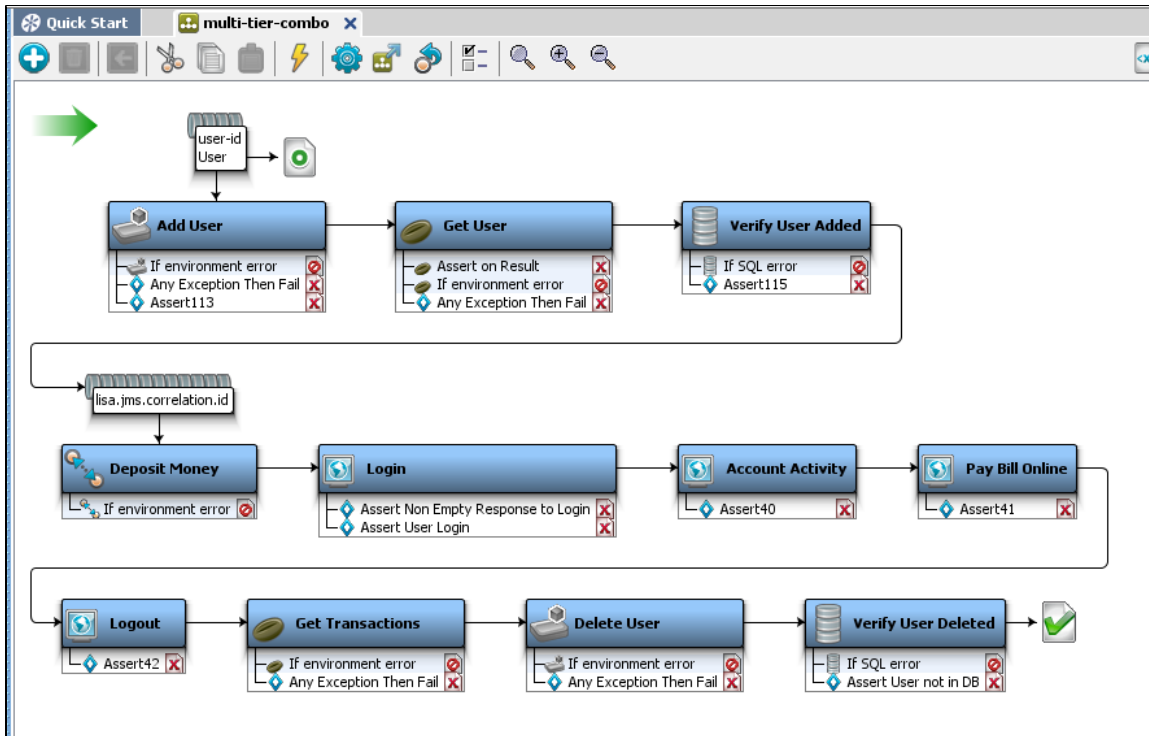 Quick Start
multi-tier-combo
user-id
User
Add User
If environment error
Any Exception Then Fail
Assert113
Get User
Assert on Result
If environment error
Any Exception Then Fail
Verify User Added
If SQL error
Assert115
lisa.jms.correlation.id
Deposit Money
If environment error
Login
Assert Non Empty Response to Login
Assert User Login
Account Activity
Assert40
Pay Bill Online
Assert41
Logout
Assert42
Get Transactions
If environment error
Any Exception Then Fail
Delete User
If environment error
Any Exception Then Fail
Verify User Deleted
If SQL error
Assert User not in DB